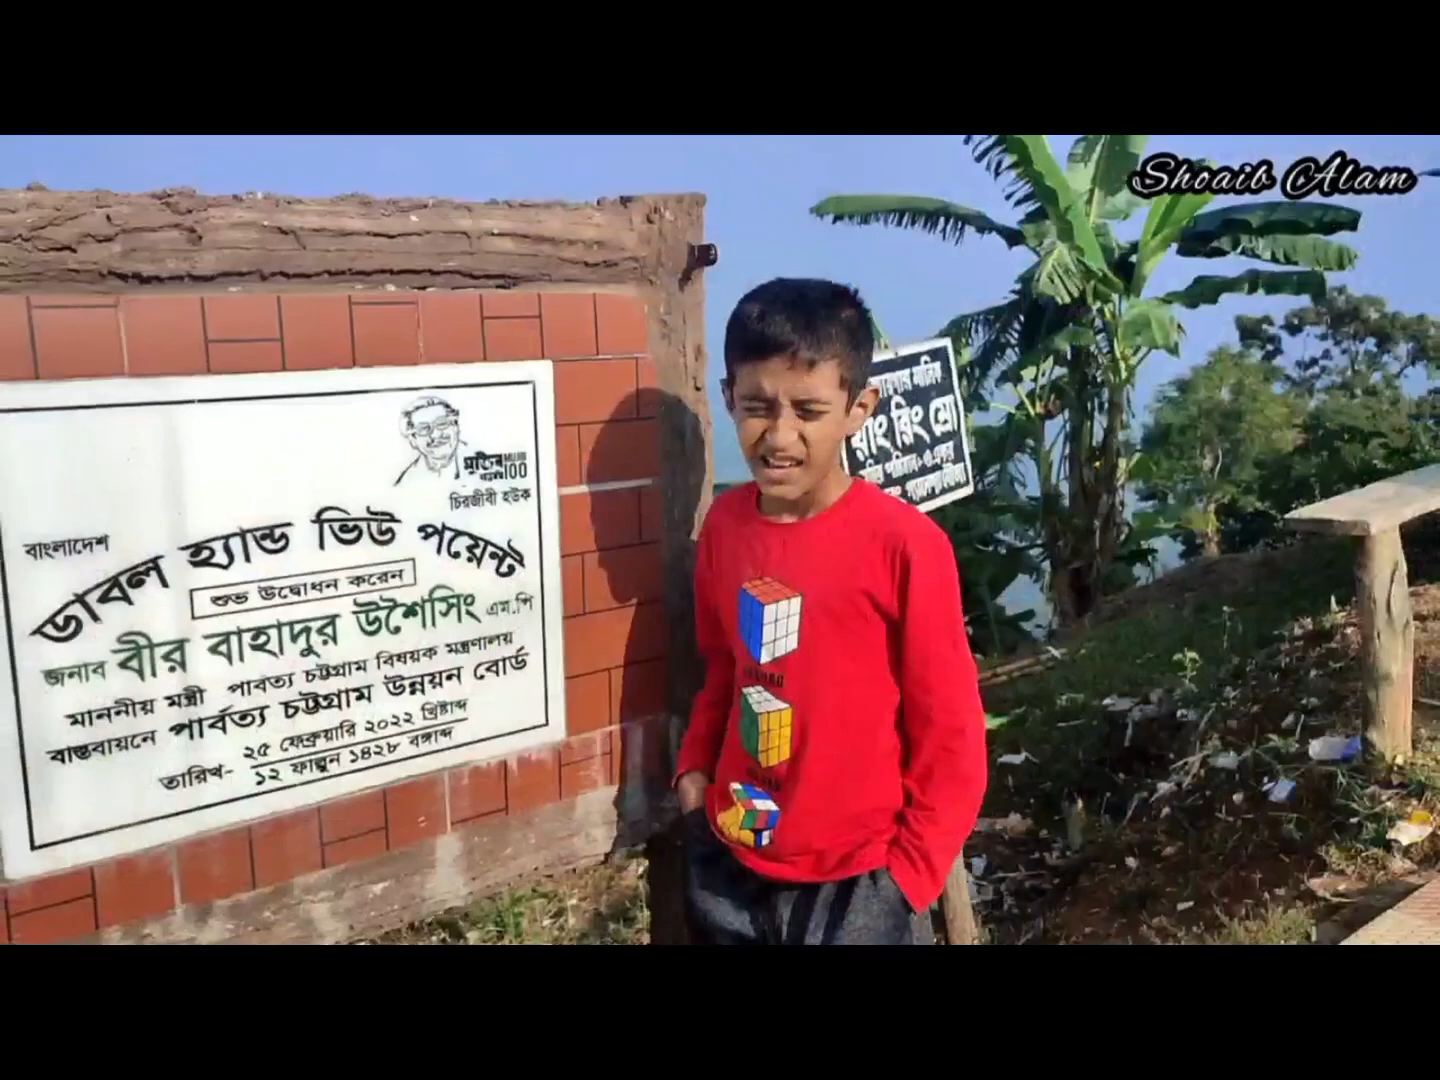 Shoaib Alam
মুজিব
শতবর্ষ 100
চিরজীবী হউক
বাংলাদেশ
ডাবল হ্যান্ড ভিউ পয়েন্ট
শুভ উদ্বোধন করেন
জনাব বীর বাহাদুর উশৈসিং এম.পি
মাননীয় মন্ত্রী পার্বত্য চট্টগ্রাম বিষয়ক মন্ত্রণালয়
বাস্তবায়নে পার্বত্য চট্টগ্রাম উন্নয়ন বোর্ড
তারিখ- ২৫ ফেব্রুয়ারি ২০২২ খ্রিষ্টাব্দ
১২ ফাল্গুন ১৪২৮ বঙ্গাব্দ
মালিক
রাং রিং ম্রো